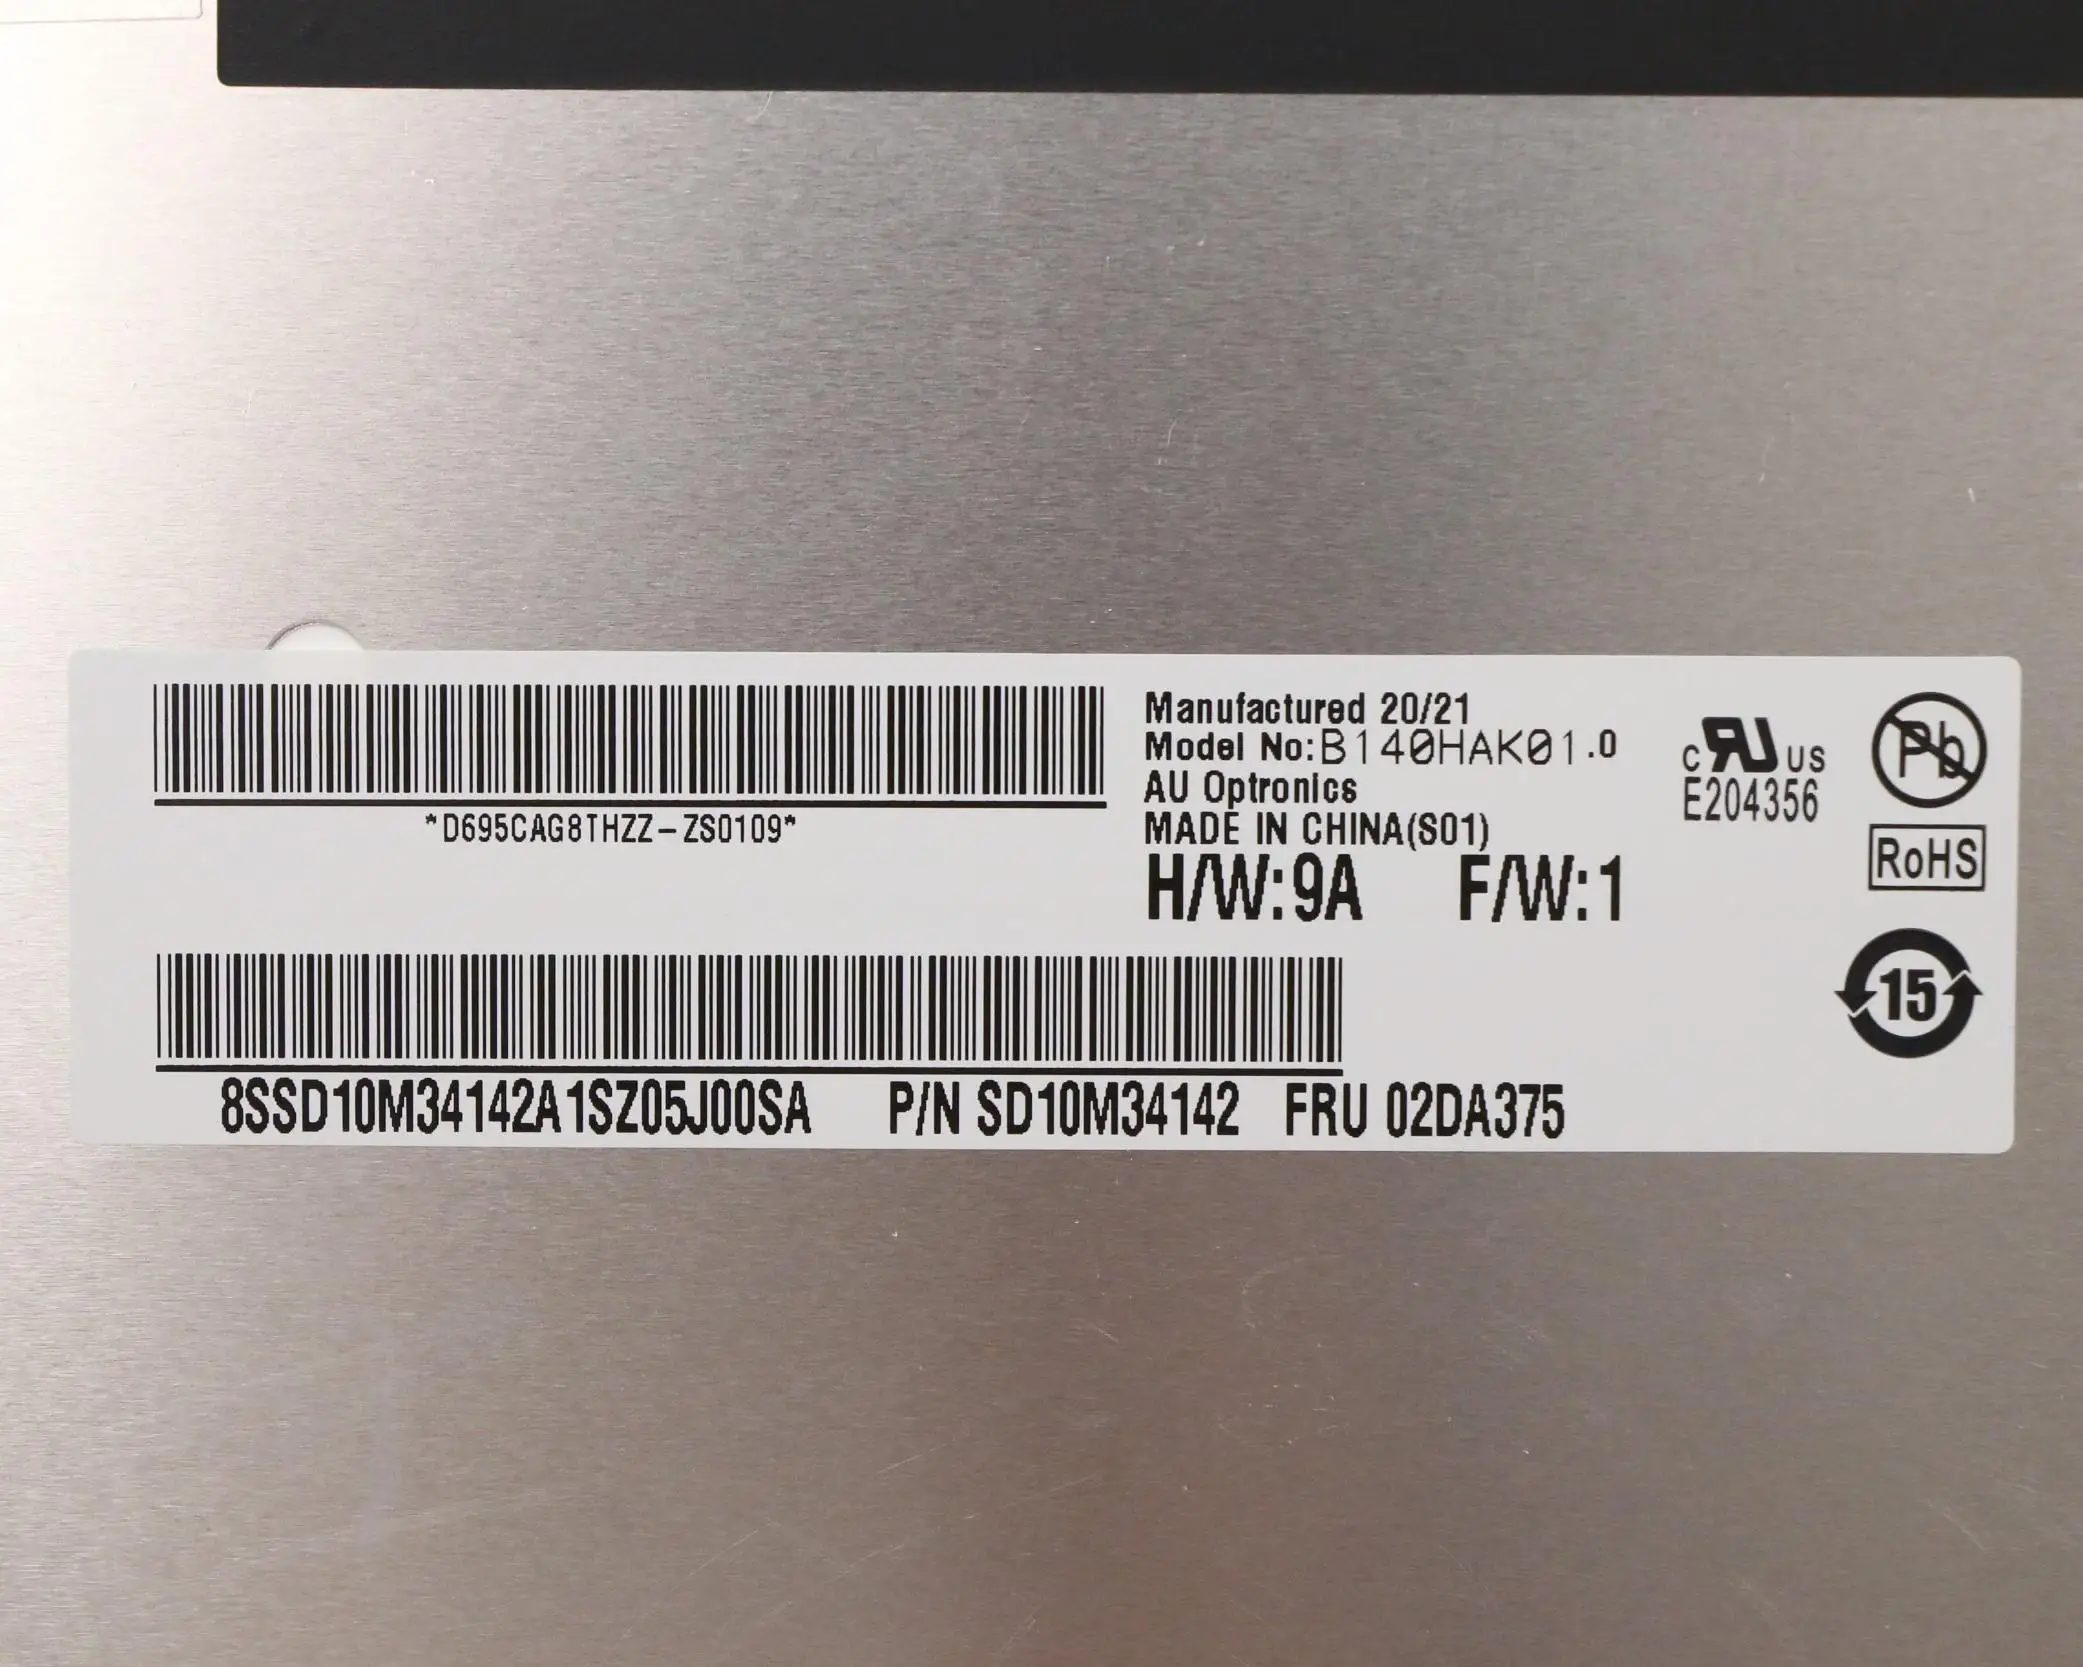 Manufactured 20/21
Model No:B140HAK01.0
AU Optronics
MADE IN CHINA(S01)
H/W:9A F/W:1
*D695CAG8THZZ-ZS0109*
c RU US
E204356
Pb
RoHS
15
8SSD10M34142A1SZ05J00SA P/N SD10M34142 FRU 02DA375